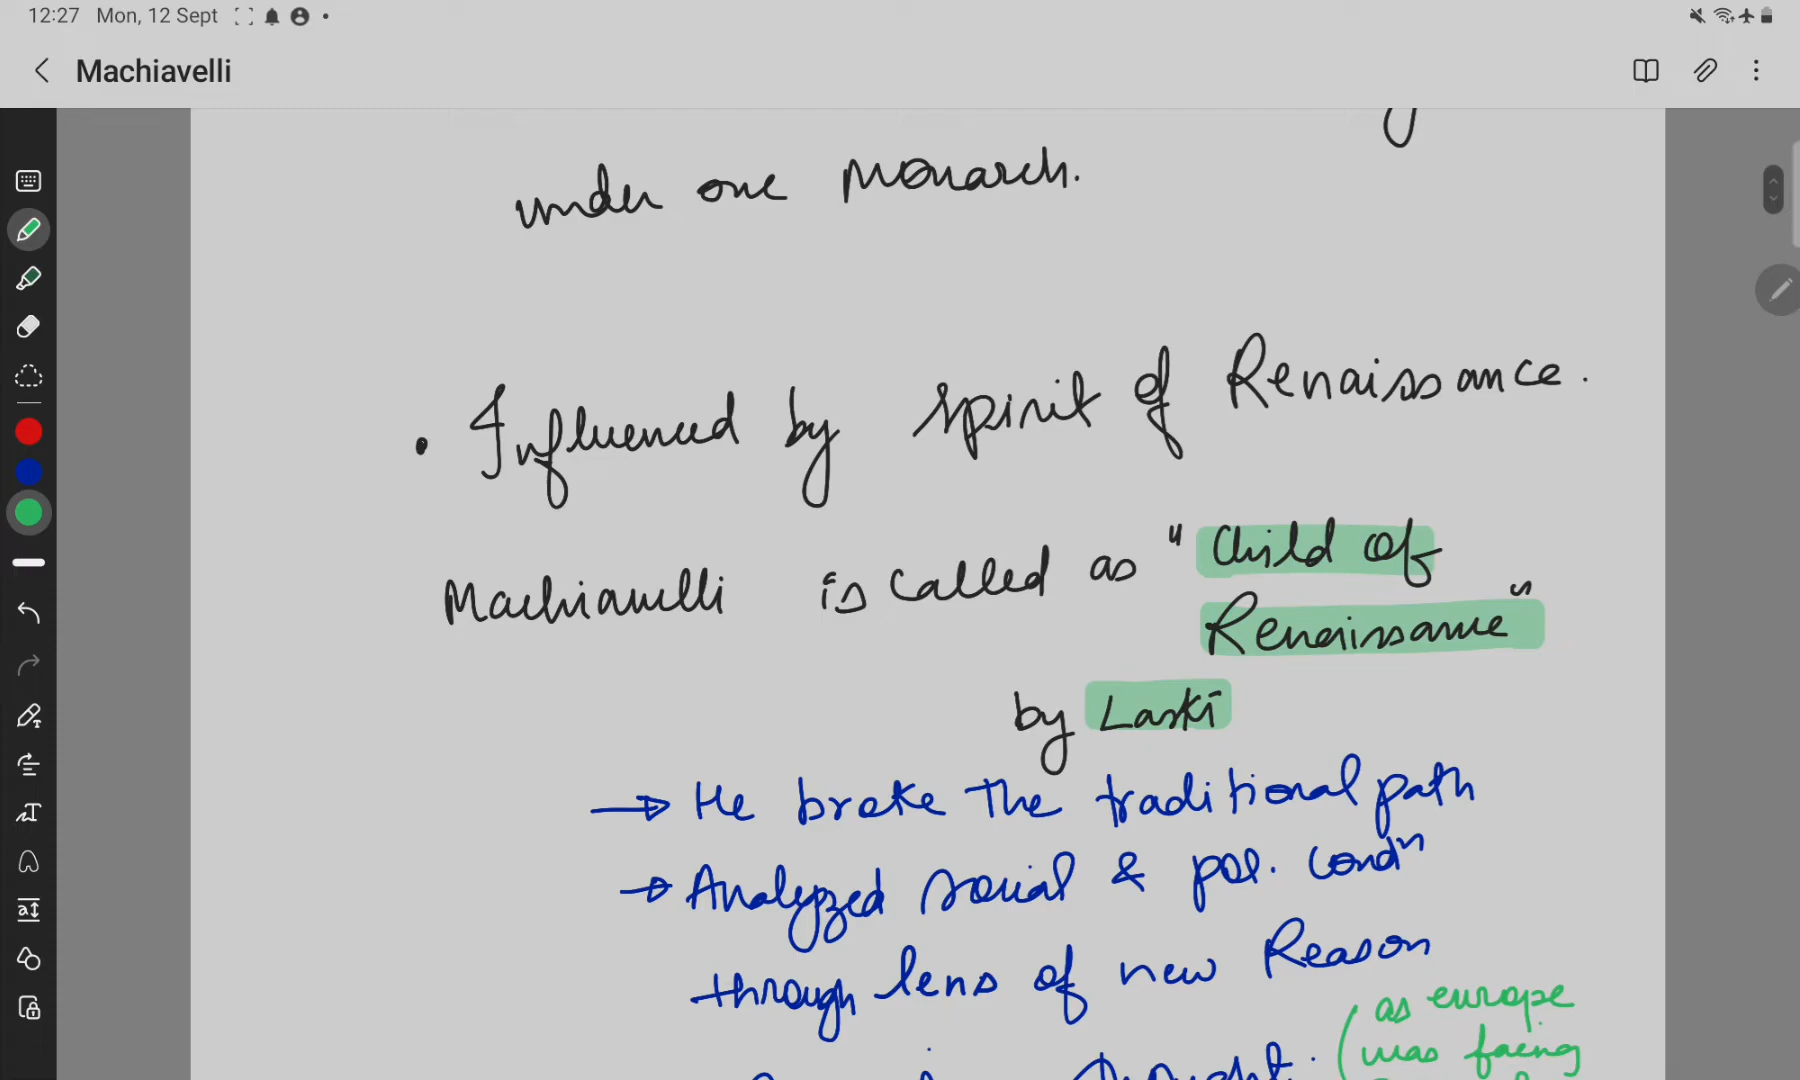 12:27 Mon, 12 Sept
Machiavelli
under one Monarch.
• Influenced by spirit of Renaissance.
Machiavelli is called as "Child of
Renaissance"
by Laski
→ He broke the traditional path
→ Analyzed social & pol. condn
through lens of new Reason
(as europe
thought.
was facing